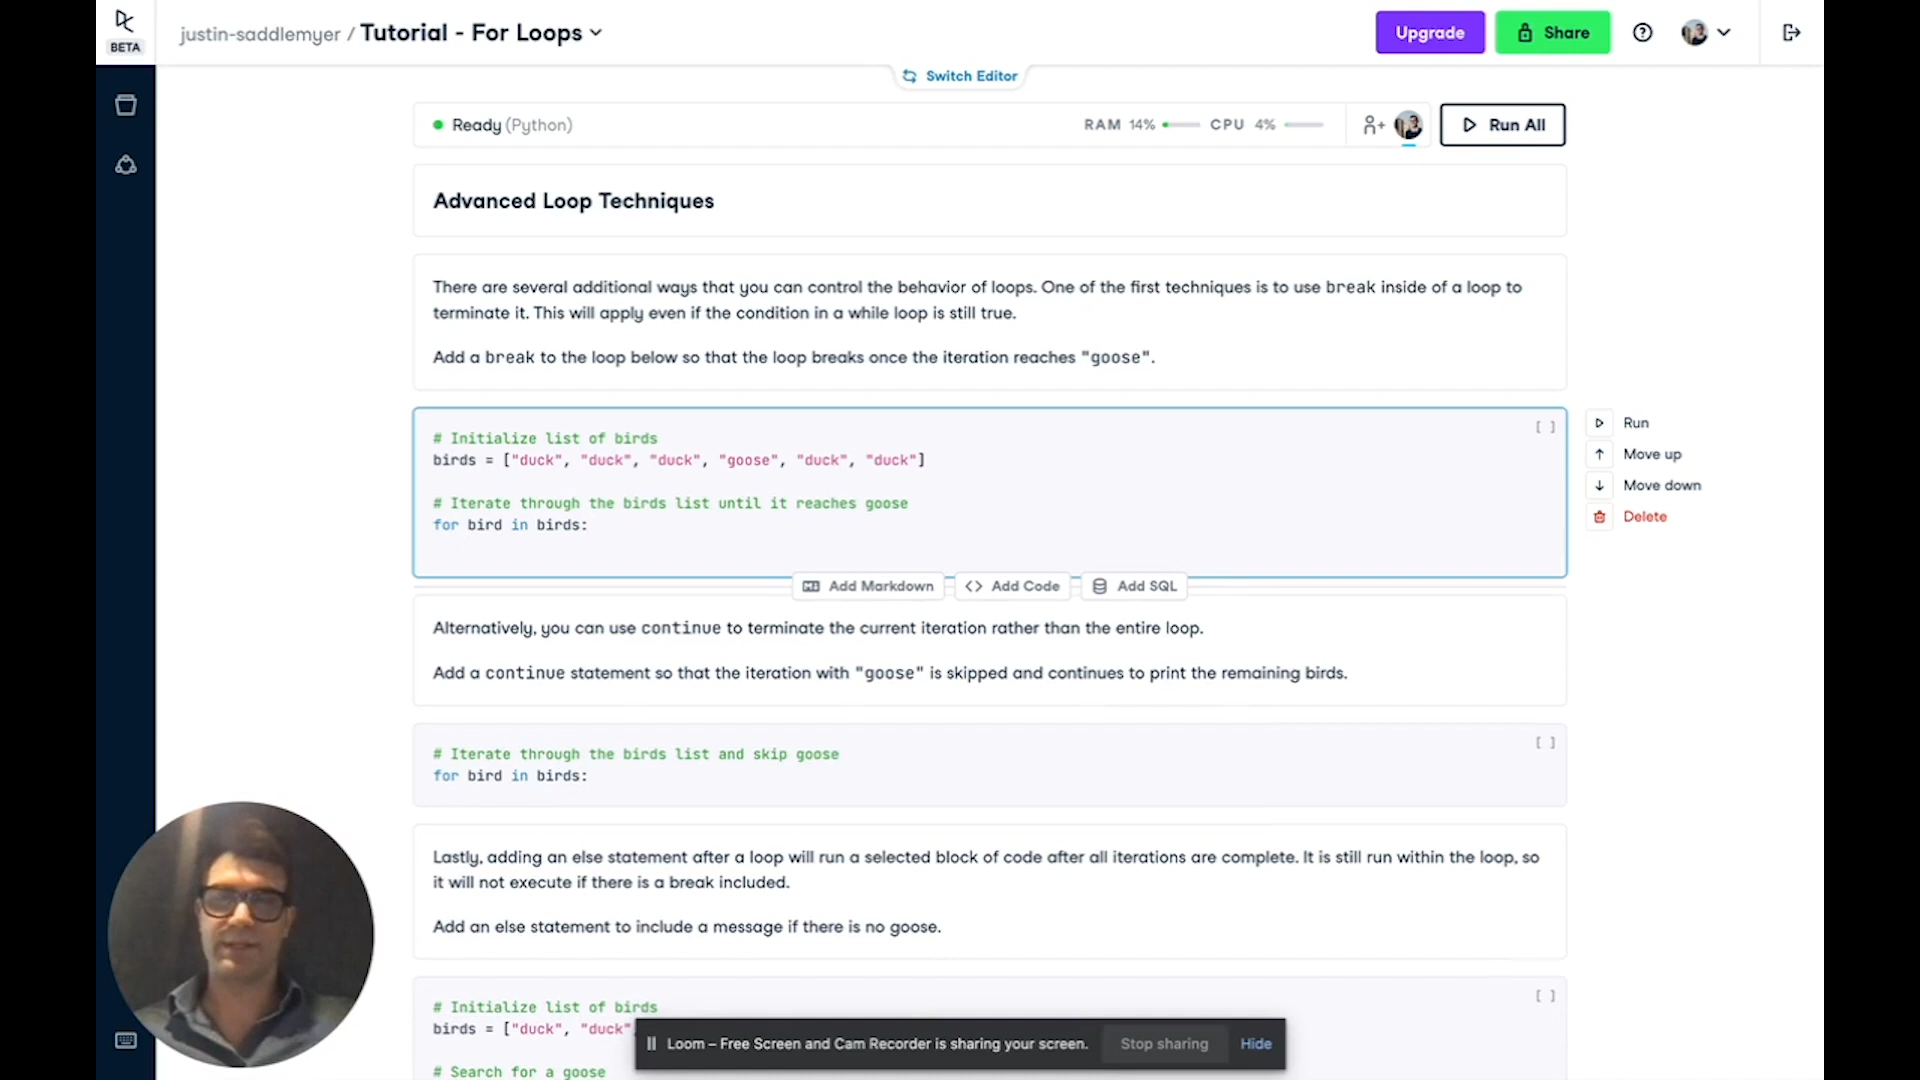 BETA
justin-saddlemyer / Tutorial - For Loops
Upgrade
Share
Switch Editor
Ready (Python)
RAM 14%
CPU 4%
Run All
Advanced Loop Techniques
There are several additional ways that you can control the behavior of loops. One of the first techniques is to use break inside of a loop to
terminate it. This will apply even if the condition in a while loop is still true.
Add a break to the loop below so that the loop breaks once the iteration reaches "goose".
# Initialize list of birds
birds = ["duck", "duck", "duck", "goose", "duck", "duck"]
# Iterate through the birds list until it reaches goose
for bird in birds:
[ ]
Run
Move up
Move down
Delete
Add Markdown
Add Code
Add SQL
Alternatively, you can use continue to terminate the current iteration rather than the entire loop.
Add a continue statement so that the iteration with "goose" is skipped and continues to print the remaining birds.
# Iterate through the birds list and skip goose
for bird in birds:
[ ]
Lastly, adding an else statement after a loop will run a selected block of code after all iterations are complete. It is still run within the loop, so
it will not execute if there is a break included.
Add an else statement to include a message if there is no goose.
# Initialize list of birds
birds = ["duck", "duck",
# Search for a goose
[ ]
Loom – Free Screen and Cam Recorder is sharing your screen.
Stop sharing
Hide